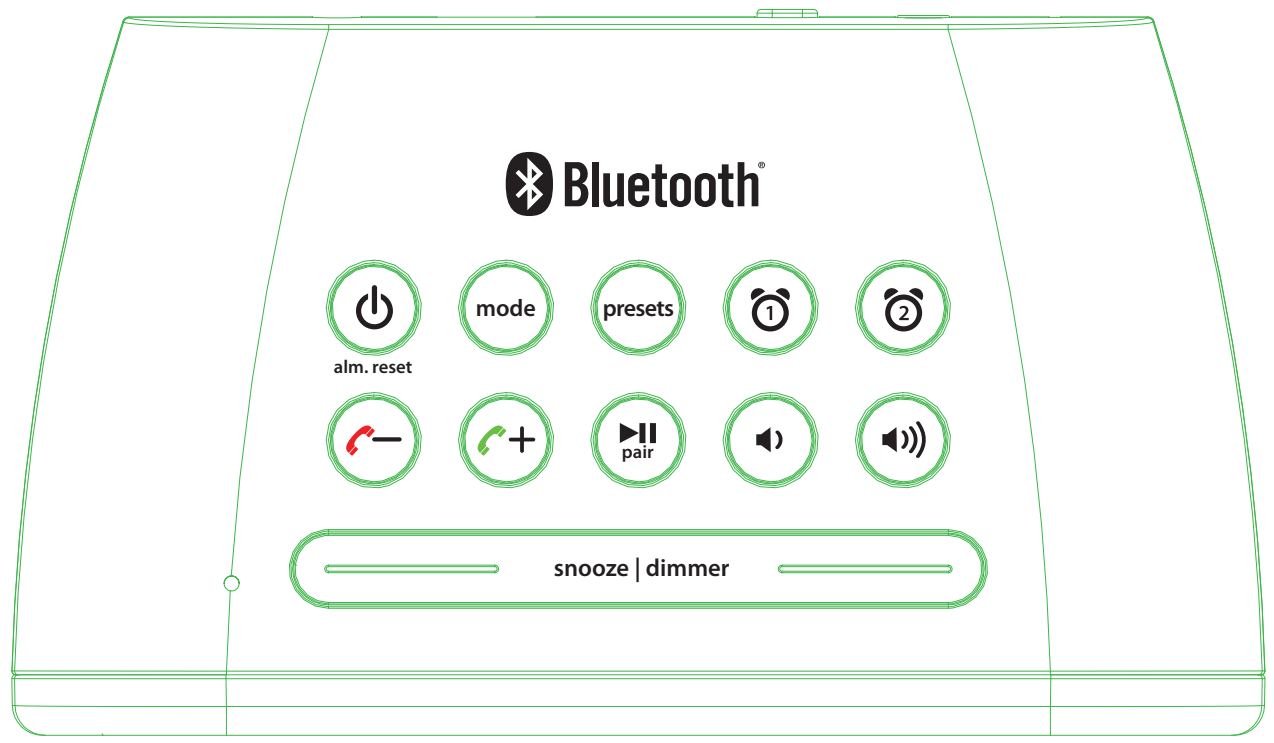 Bluetooth®
mode
presets
1
2
alm. reset
pair
snooze | dimmer